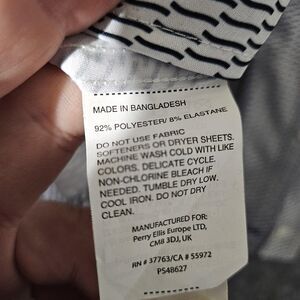 MADE IN BANGLADESH
92% POLYESTER/ 8% ELASTANE
DO NOT USE FABRIC
SOFTENERS OR DRYER SHEETS.
MACHINE WASH COLD WITH LIKE
COLORS. DELICATE CYCLE.
NON-CHLORINE BLEACH IF
NEEDED. TUMBLE DRY LOW.
COOL IRON. DO NOT DRY
CLEAN.
MANUFACTURED FOR:
Perry Ellis Europe LTD,
CM8 3DJ, UK
RN # 37763/CA # 55972
PS48627